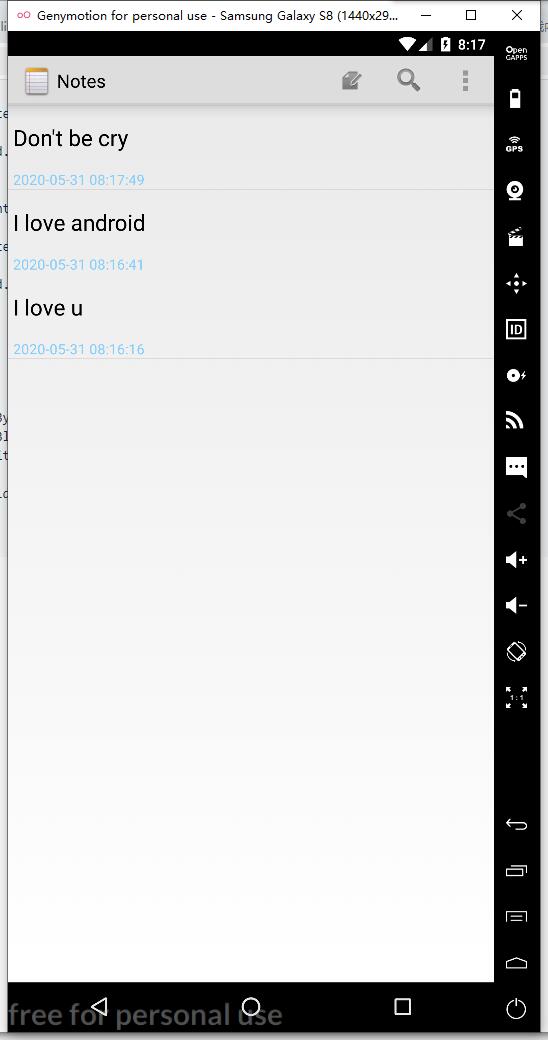 Genymotion for personal use - Samsung Galaxy S8 (1440x29...
8:17
Open
GAPPS
Notes
Don't be cry
2020-05-31 08:17:49
GPS
I love android
2020-05-31 08:16:41
I love u
ID
2020-05-31 08:16:16
1:1
free for personal use